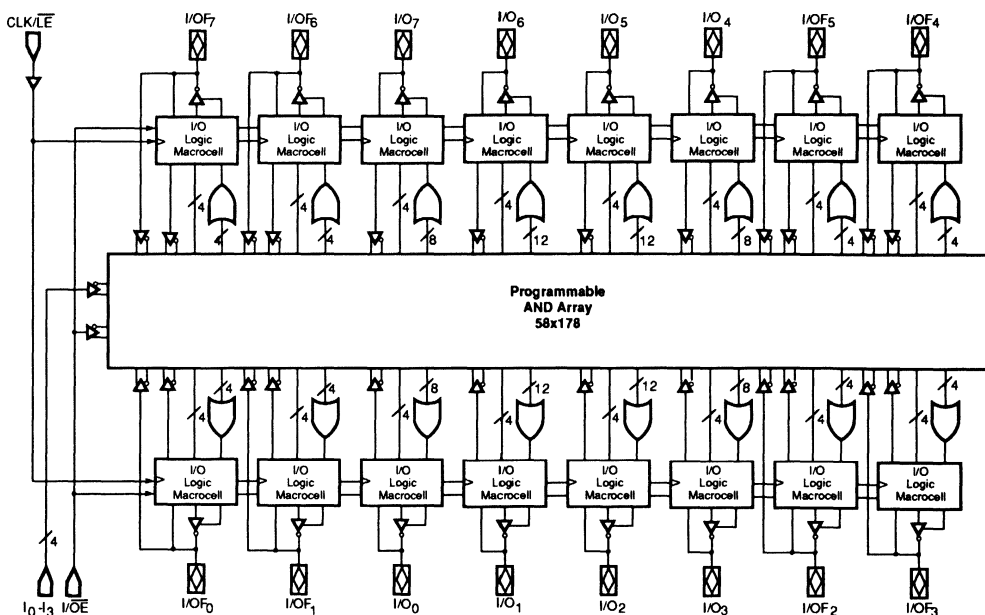 CLK/LE I/OF7 I/OF6 I/O7 I/O6 I/O5 I/O4 I/OF5 I/OF4
I/O Logic Macrocell
I/O Logic Macrocell
I/O Logic Macrocell
I/O Logic Macrocell
I/O Logic Macrocell
I/O Logic Macrocell
I/O Logic Macrocell
I/O Logic Macrocell
4 4 4 4 4 4 4 4
4 4 8 12 12 8 4 4
Programmable
AND Array
58x178
4 4 8 12 12 8 4 4
4 4 4 4 4 4 4 4
I/O Logic Macrocell
I/O Logic Macrocell
I/O Logic Macrocell
I/O Logic Macrocell
I/O Logic Macrocell
I/O Logic Macrocell
I/O Logic Macrocell
I/O Logic Macrocell
4
I0-I3 I/OE I/OF0 I/OF1 I/O0 I/O1 I/O2 I/O3 I/OF2 I/OF3